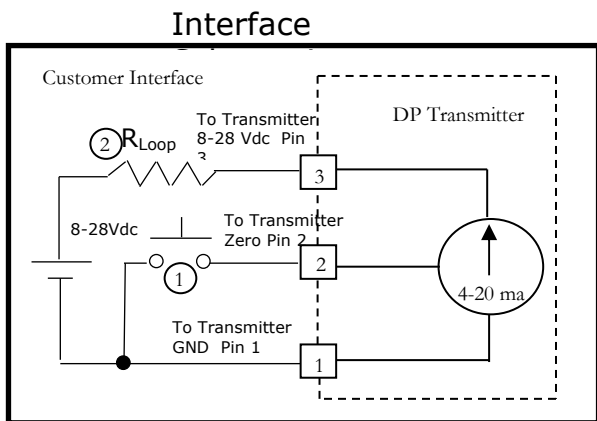 Interface
Customer Interface
DP Transmitter
To Transmitter
8-28 Vdc Pin
2
RLoop
3
8-28Vdc
To Transmitter
Zero Pin 2
2
1
4-20 ma
To Transmitter
GND Pin 1
1